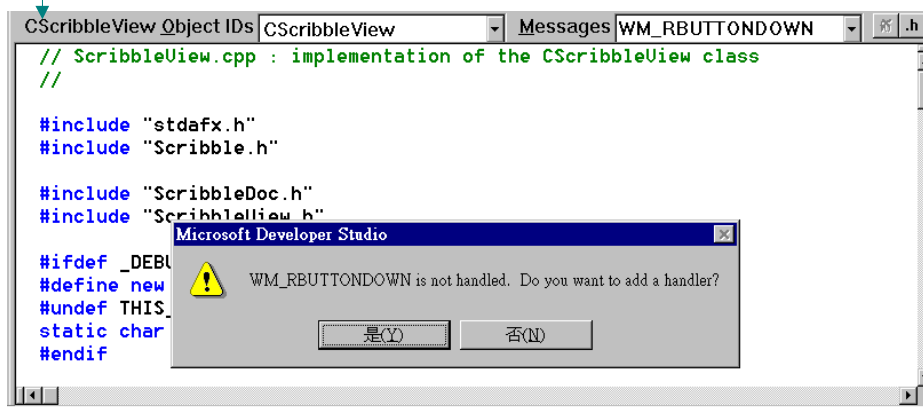 CScribbleView Object IDs CScribbleView Messages WM_RBUTTONDOWN .h
// ScribbleView.cpp : implementation of the CScribbleView class
//
#include "stdafx.h"
#include "Scribble.h"
#include "ScribbleDoc.h"
#include "ScribbleView.h"
Microsoft Developer Studio
#ifdef _DEBU
WM_RBUTTONDOWN is not handled. Do you want to add a handler?
#define new
#undef THIS_
static char
是(Y) 否(N)
#endif